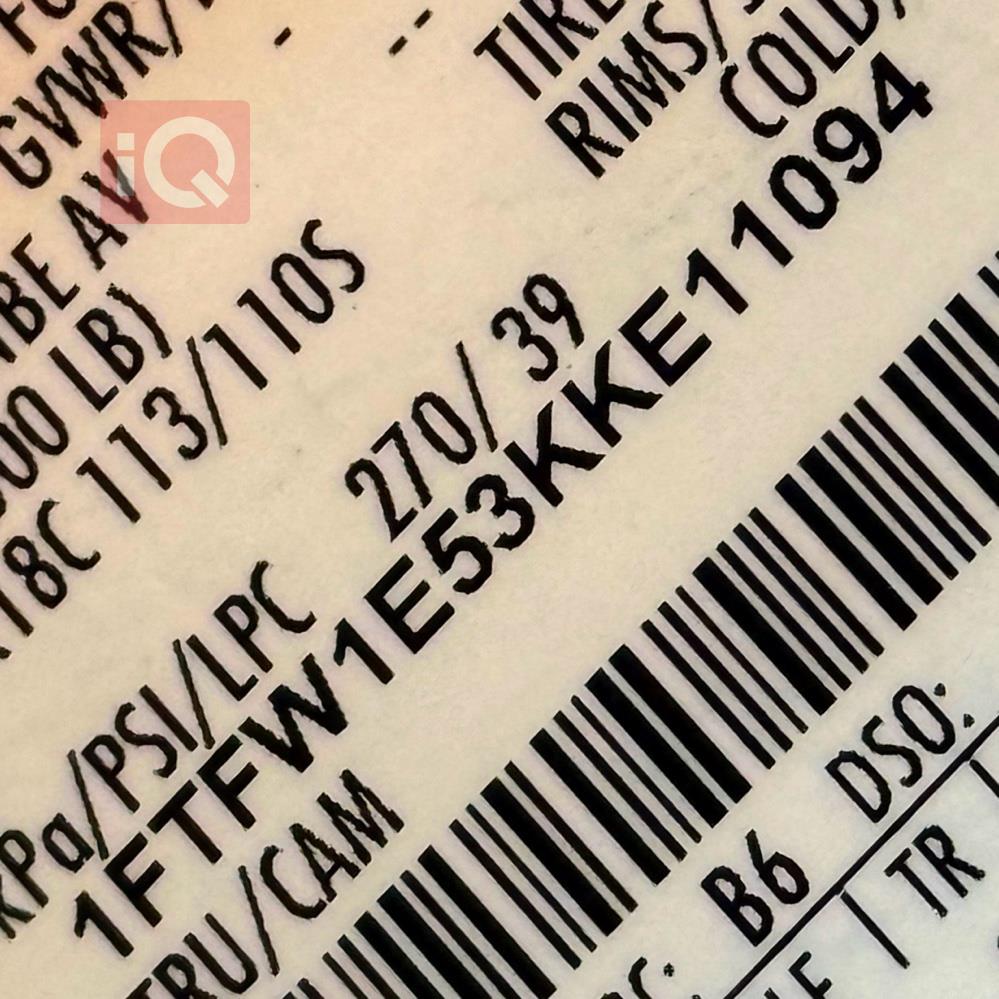 GVWR/
TIRE
RIMS/
COLD
iQ
BE AV
00 LB)
18C 113/110S
kPa/PSI/LPC 270/ 39
1FTFW1E53KKE11094
TRU/CAM
B6 DSO:
TR